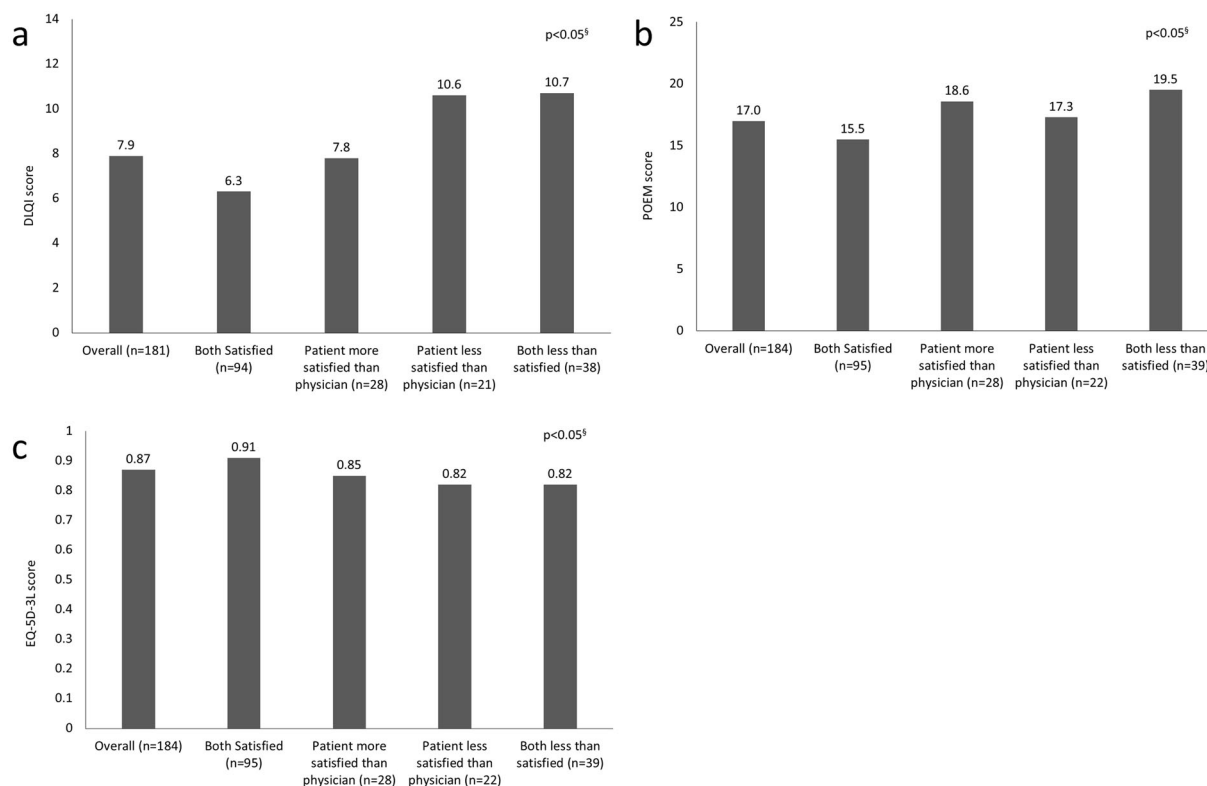 a
DLQI score
14
12
10
8
6
4
2
0
p<0.05§
7.9
6.3
7.8
10.6
10.7
Overall (n=181)
Both Satisfied
(n=94)
Patient more
satisfied than
physician (n=28)
Patient less
satisfied than
physician (n=21)
Both less than
satisfied (n=38)
b
POEM score
25
20
15
10
5
0
p<0.05§
17.0
15.5
18.6
17.3
19.5
Overall (n=184)
Both Satisfied
(n=95)
Patient more
satisfied than
physician (n=28)
Patient less
satisfied than
physician (n=22)
Both less than
satisfied (n=39)
c
EQ-5D-3L score
1
0.9
0.8
0.7
0.6
0.5
0.4
0.3
0.2
0.1
0
p<0.05§
0.87
0.91
0.85
0.82
0.82
Overall (n=184)
Both Satisfied
(n=95)
Patient more
satisfied than
physician (n=28)
Patient less
satisfied than
physician (n=22)
Both less than
satisfied (n=39)